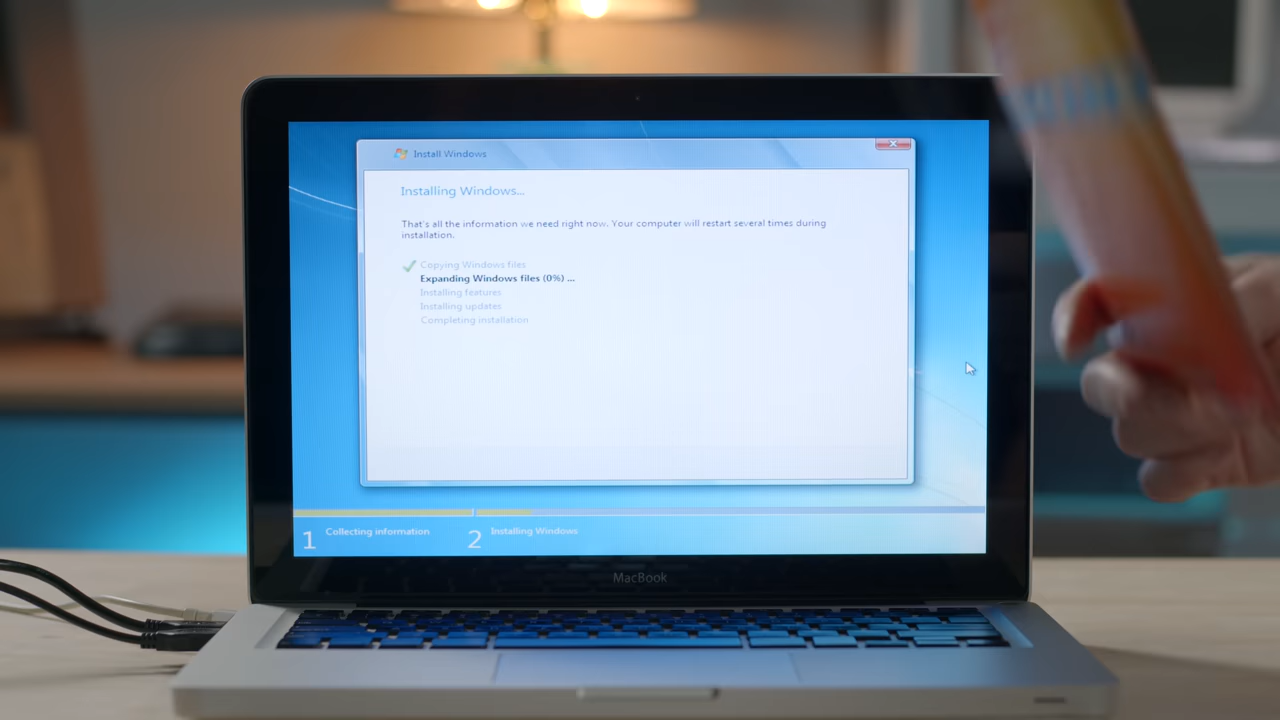 Install Windows
Installing Windows...
That's all the information we need right now. Your computer will restart several times during
installation.
Copying Windows files
Expanding Windows files (0%) ...
Installing features
Installing updates
Completing installation
1 Collecting information
2 Installing Windows
MacBook